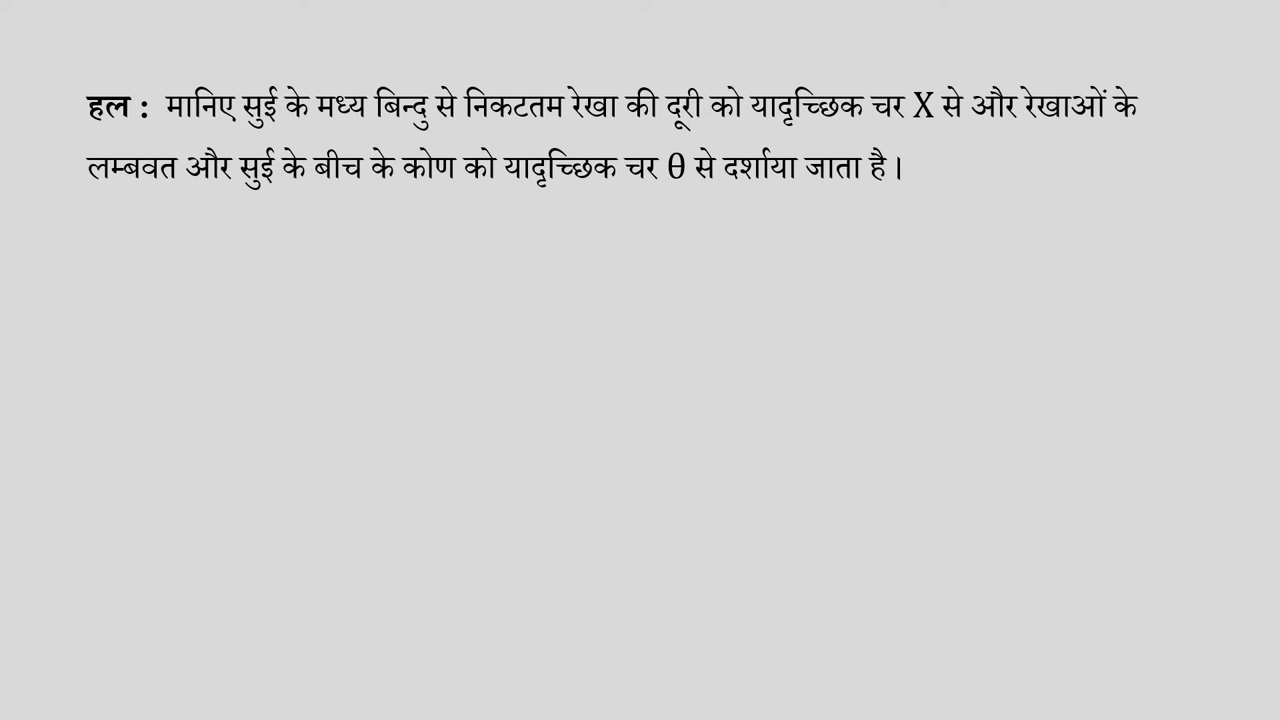 हल : मानिए सुई के मध्य बिन्दु से निकटतम रेखा की दूरी को यादृच्छिक चर X से और रेखाओं के
लम्बवत और सुई के बीच के कोण को यादृच्छिक चर θ से दर्शाया जाता है।